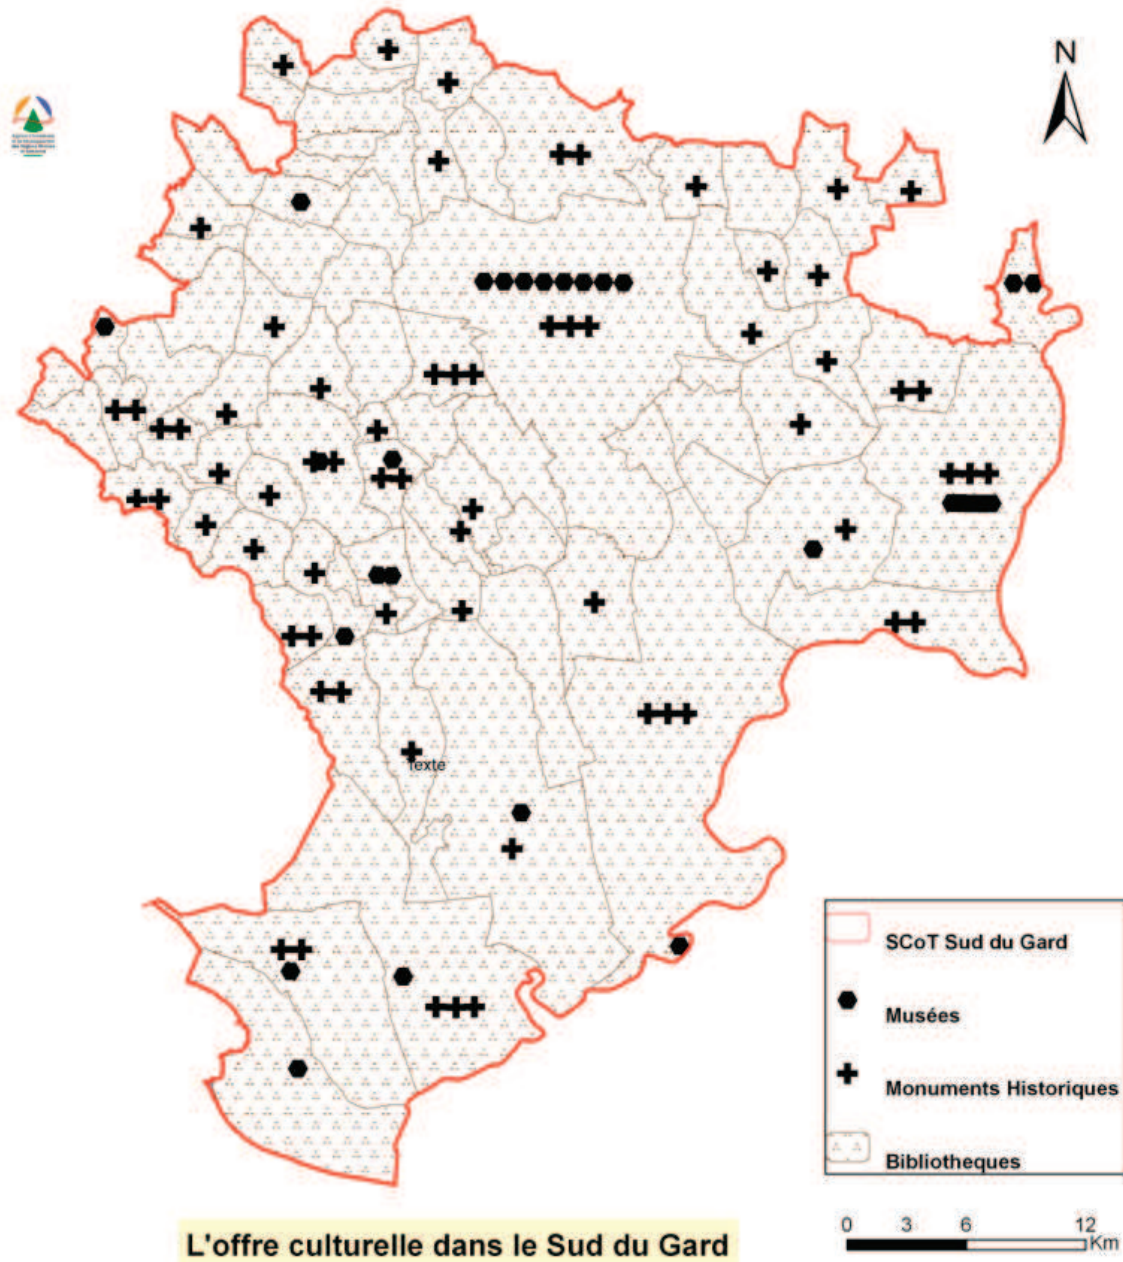 N
Texte
SCoT Sud du Gard
Musées
Monuments Historiques
Bibliotheques
0 3 6 12
Km
L'offre culturelle dans le Sud du Gard